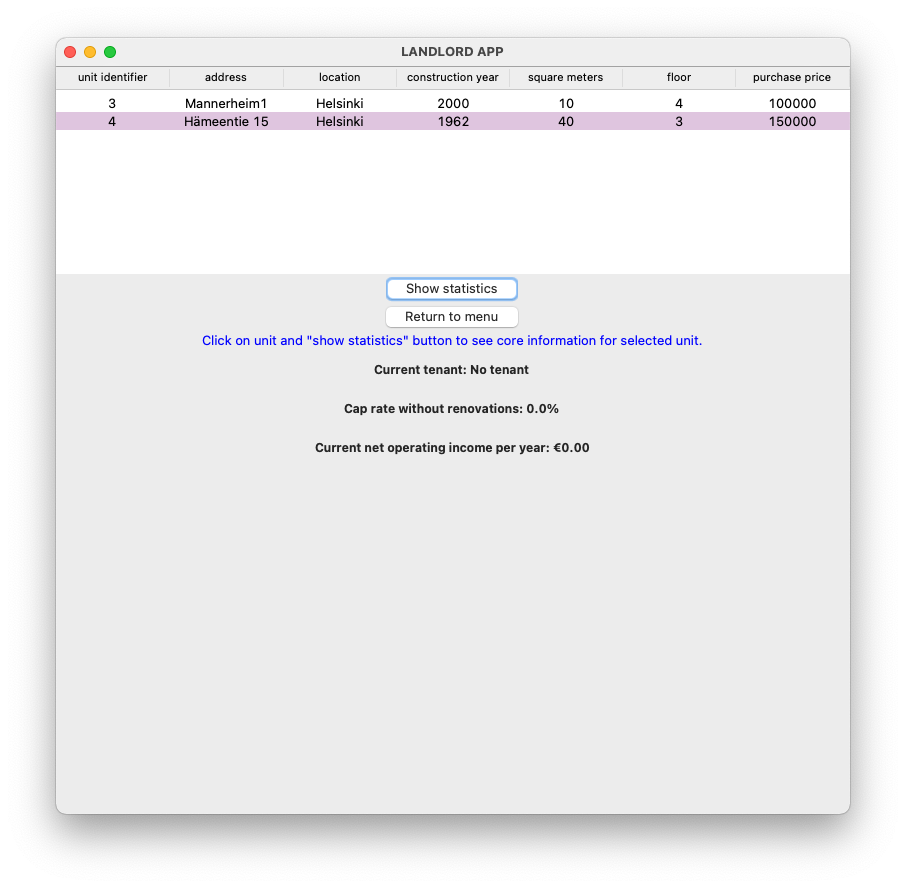 LANDLORD APP
unit identifier address location construction year square meters floor purchase price
3 Mannerheim1 Helsinki 2000 10 4 100000
4 Hämeentie 15 Helsinki 1962 40 3 150000
Show statistics
Return to menu
Click on unit and "show statistics" button to see core information for selected unit.
Current tenant: No tenant
Cap rate without renovations: 0.0%
Current net operating income per year: €0.00